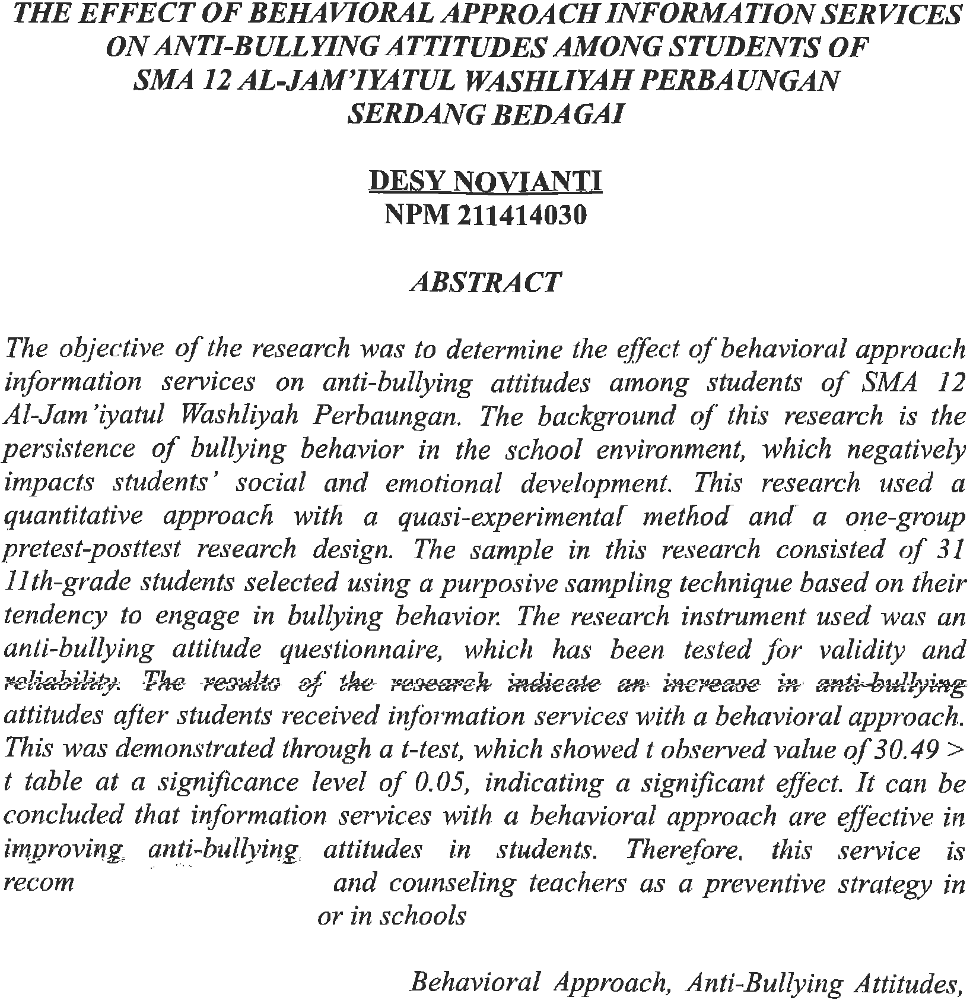 THE EFFECT OF BEHAVIORAL APPROACH INFORMATION SERVICES
ON ANTI-BULLYING ATTITUDES AMONG STUDENTS OF
SMA 12 AL-JAM’IYATUL WASHLIYAH PERBAUNGAN
SERDANG BEDAGAI
DESY NOVIANTI
NPM 211414030
ABSTRACT
The objective of the research was to determine the effect of behavioral approach
information services on anti-bullying attitudes among students of SMA 12
Al-Jam’iyatul Washliyah Perbaungan. The background of this research is the
persistence of bullying behavior in the school environment, which negatively
impacts students’ social and emotional development. This research used a
quantitative approach with a quasi-experimental method and a one-group
pretest-posttest research design. The sample in this research consisted of 31
11th-grade students selected using a purposive sampling technique based on their
tendency to engage in bullying behavior. The research instrument used was an
anti-bullying attitude questionnaire, which has been tested for validity and
reliability. The results of the research indicate an increase in anti-bullying
attitudes after students received information services with a behavioral approach.
This was demonstrated through a t-test, which showed t observed value of 30.49 >
t table at a significance level of 0.05, indicating a significant effect. It can be
concluded that information services with a behavioral approach are effective in
improving anti-bullying attitudes in students. Therefore, this service is
recom and counseling teachers as a preventive strategy in
or in schools
Behavioral Approach, Anti-Bullying Attitudes,